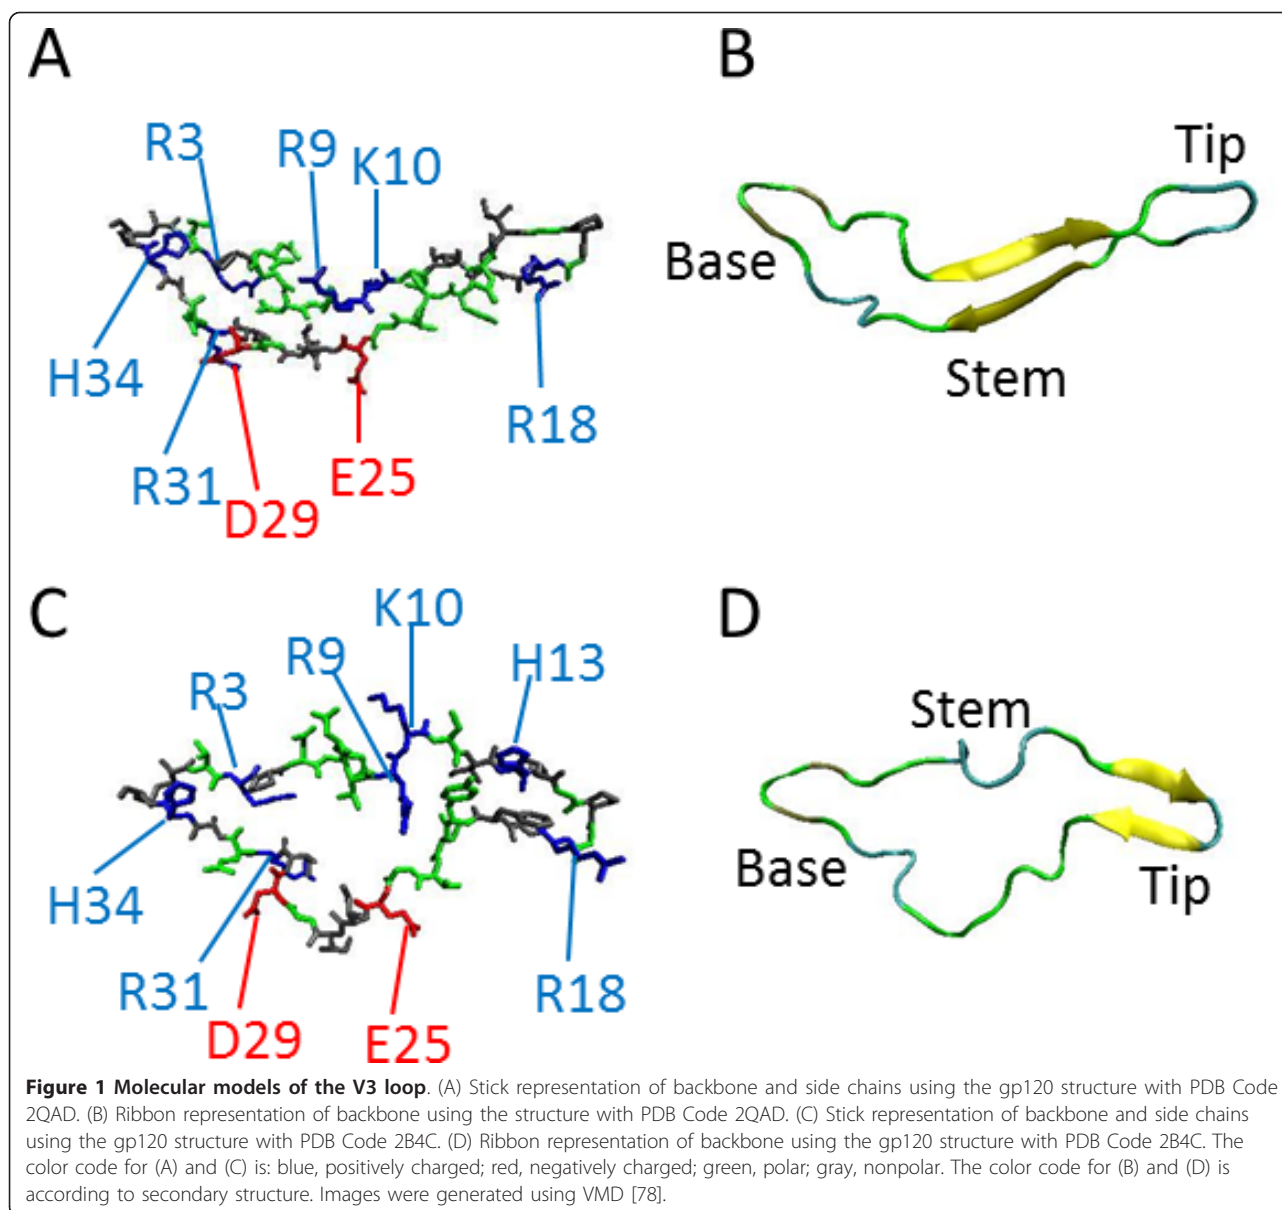 A
R3
R9
K10
H34
R31
D29
E25
R18
B
Tip
Base
Stem
C
K10
R9
H13
R3
H34
R31
D29
E25
R18
D
Stem
Base
Tip
Figure 1 Molecular models of the V3 loop. (A) Stick representation of backbone and side chains using the gp120 structure with PDB Code
2QAD. (B) Ribbon representation of backbone using the structure with PDB Code 2QAD. (C) Stick representation of backbone and side chains
using the gp120 structure with PDB Code 2B4C. (D) Ribbon representation of backbone using the gp120 structure with PDB Code 2B4C. The
color code for (A) and (C) is: blue, positively charged; red, negatively charged; green, polar; gray, nonpolar. The color code for (B) and (D) is
according to secondary structure. Images were generated using VMD [78].